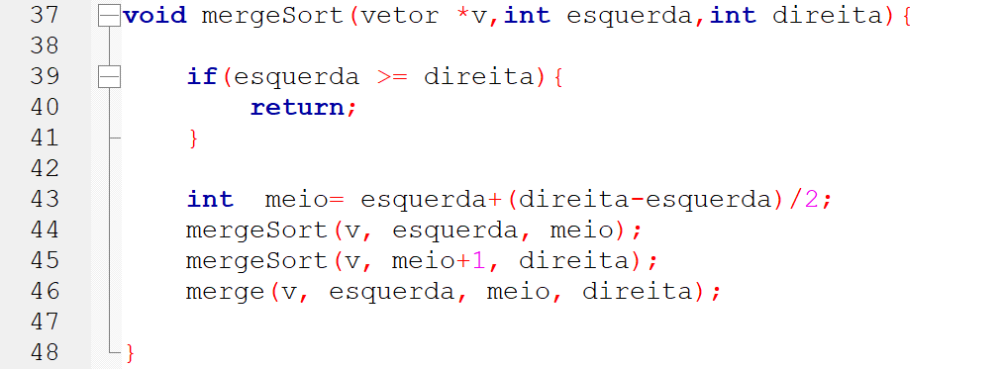 37 void mergeSort(vetor *v,int esquerda,int direita){
38
39 if(esquerda >= direita){
40 return;
41 }
42
43 int  meio= esquerda+(direita-esquerda)/2;
44 mergeSort(v, esquerda, meio);
45 mergeSort(v, meio+1, direita);
46 merge(v, esquerda, meio, direita);
47
48 }